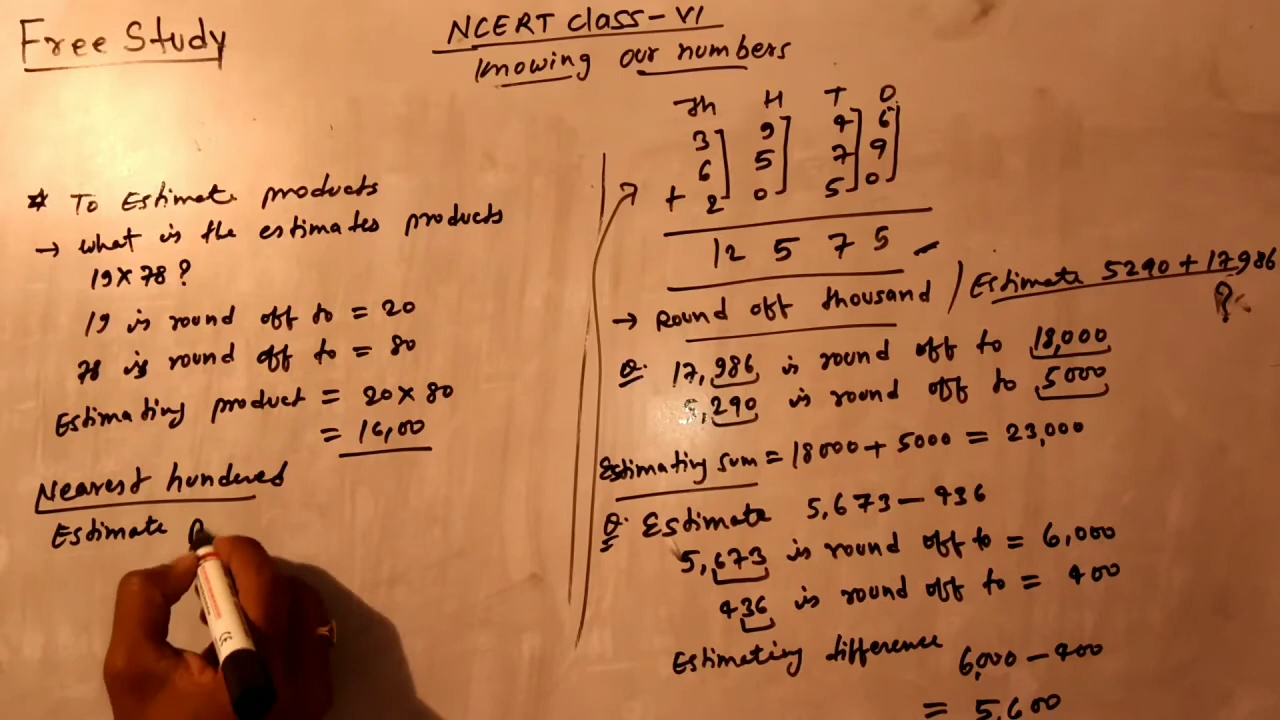 Free Study
NCERT class-VI
Knowing our numbers
* To Estimate products
→ what is the estimates products
19 X 78 ?
19 is round off to = 20
78 is round off to = 80
Estimating product = 20 X 80
= 16,00
Nearest hundered
Estimate
Th H T O
3 9 4 6
6 5 7 9
+ 2 0 5 0
12 5 7 5
→ Round off thousand / Estimate 5290 + 17986
?
Q. 17,986 is round off to 18,000
5,290 is round off to 5000
Estimating sum = 18000 + 5000 = 23,000
Q. Estimate 5,673 - 436
5,673 is round off to = 6,000
436 is round off to = 400
Estimating difference
6,000 - 400
= 5,600